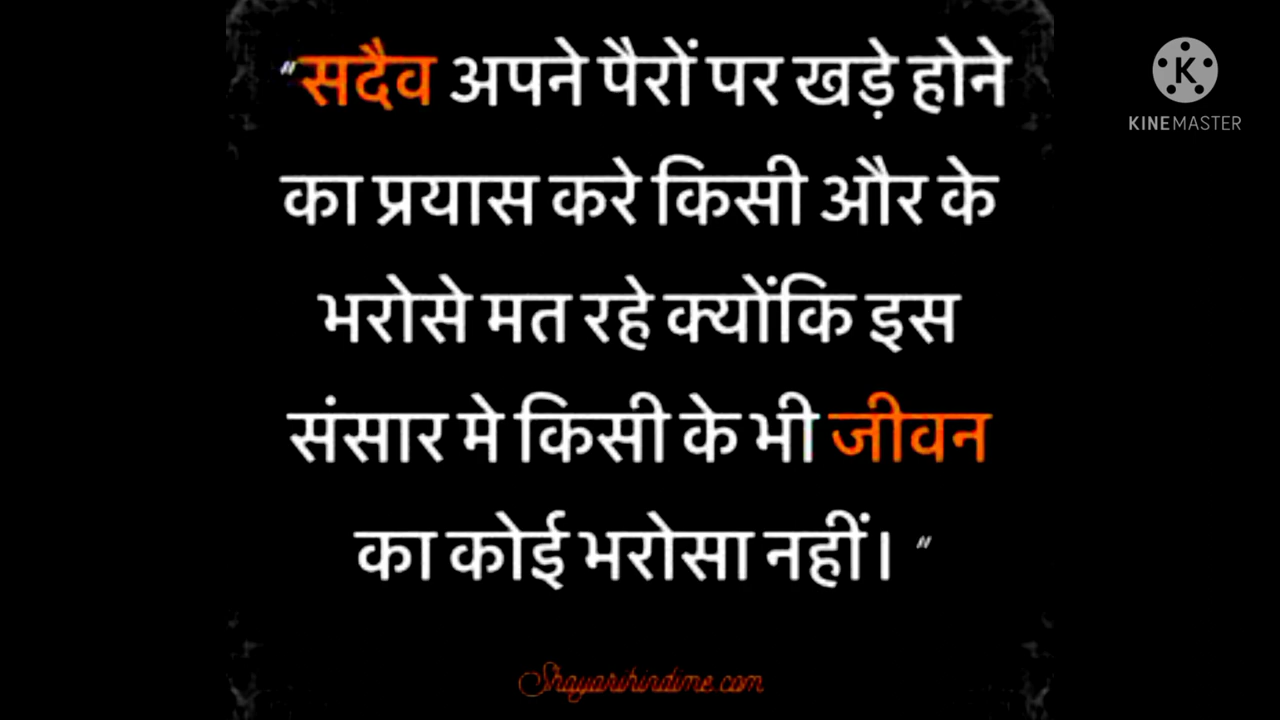 "सदैव अपने पैरों पर खड़े होने
का प्रयास करे किसी और के
भरोसे मत रहे क्योंकि इस
संसार मे किसी के भी जीवन
का कोई भरोसा नहीं। "
Shayarihindime.com
K
KINEMASTER